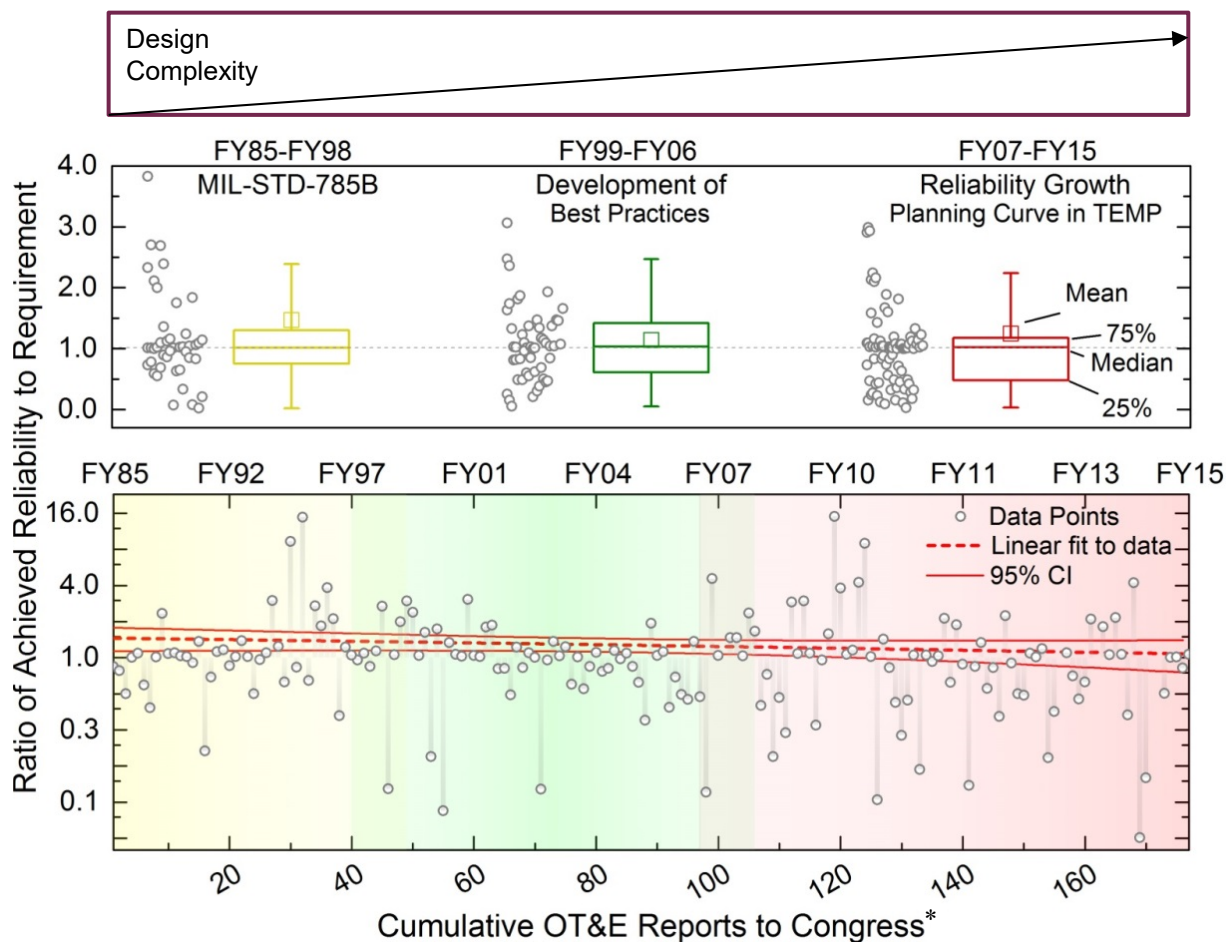 Design
Complexity
FY85-FY98
FY99-FY06
FY07-FY15
MIL-STD-785B
Development of
Best Practices
Reliability Growth
Planning Curve in TEMP
Ratio of Achieved Reliability to Requirement
4.0
3.0
2.0
1.0
0.0
Mean
75%
Median
25%
FY85 FY92 FY97 FY01 FY04 FY07 FY10 FY11 FY13 FY15
16.0
4.0
1.0
0.3
0.1
Data Points
Linear fit to data
95% CI
20 40 60 80 100 120 140 160
Cumulative OT&E Reports to Congress*